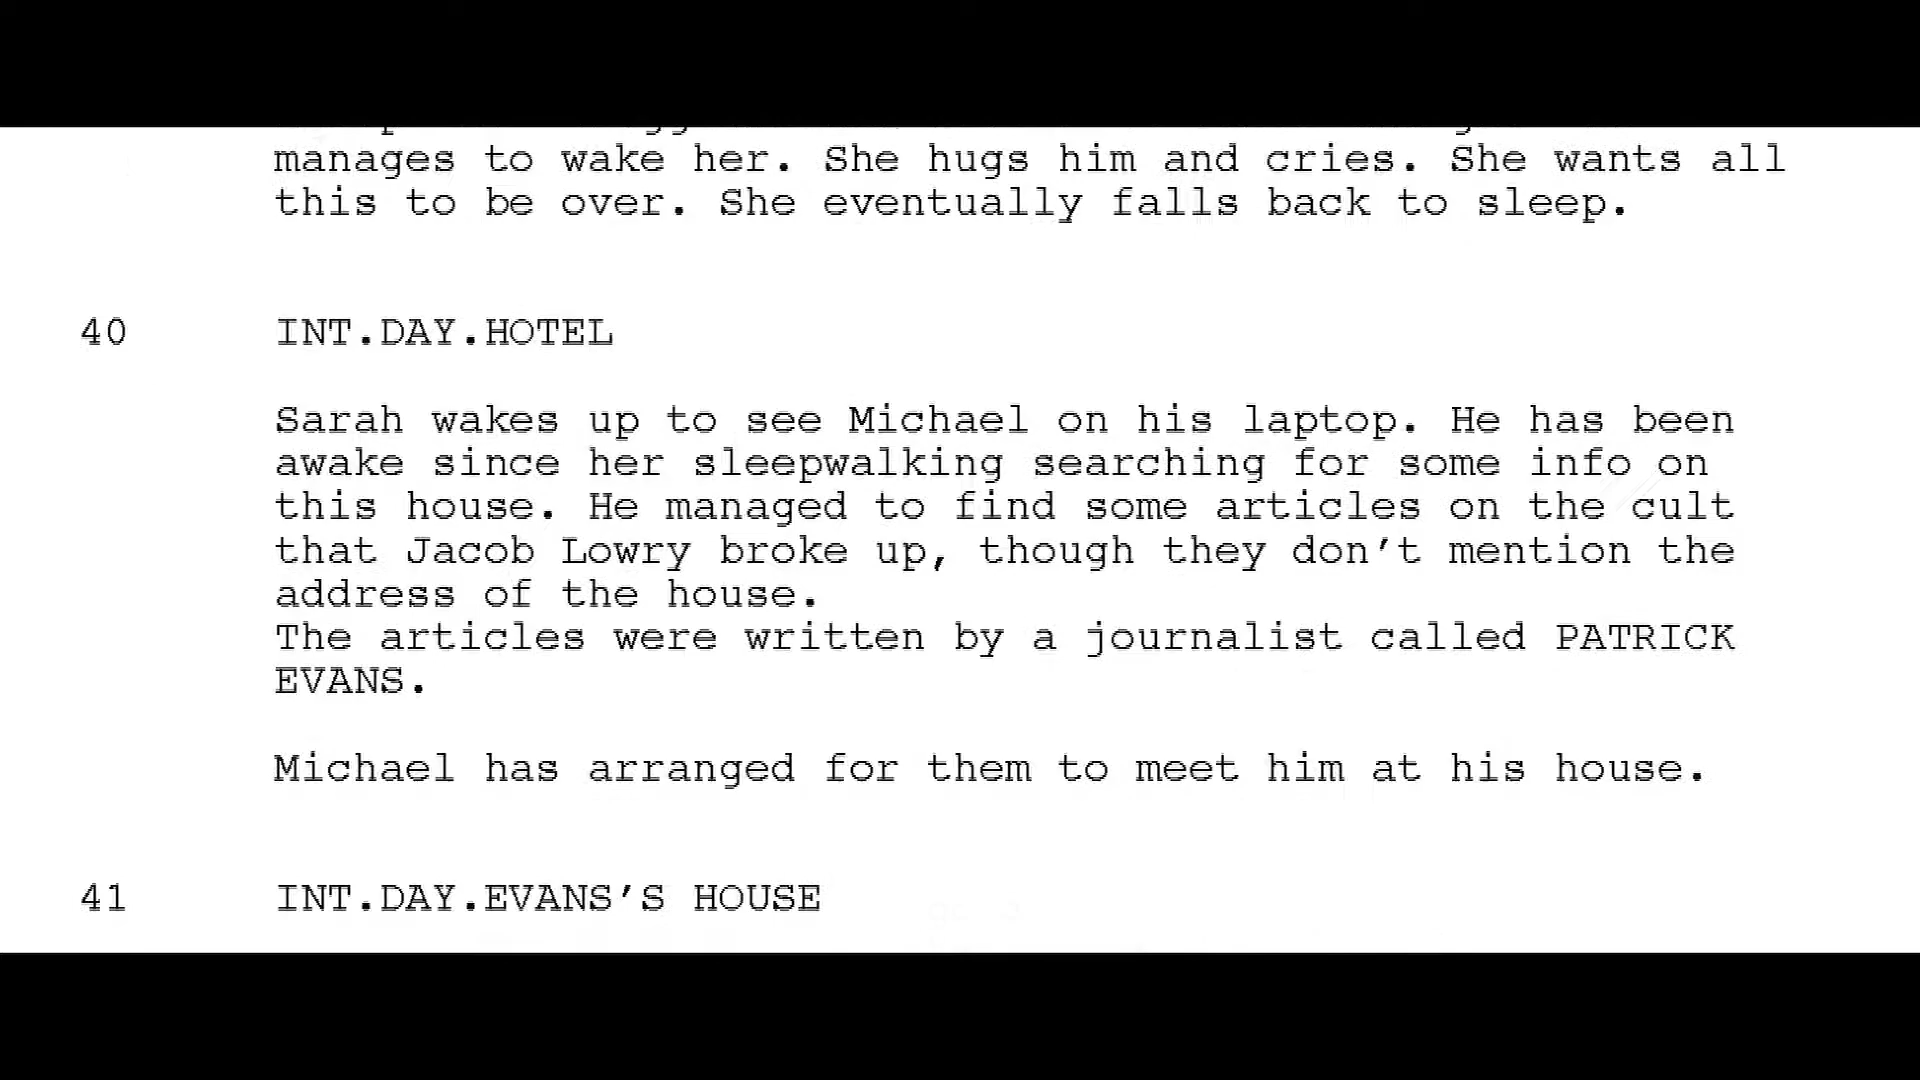 manages to wake her. She hugs him and cries. She wants all
this to be over. She eventually falls back to sleep.
40 INT.DAY.HOTEL
Sarah wakes up to see Michael on his laptop. He has been
awake since her sleepwalking searching for some info on
this house. He managed to find some articles on the cult
that Jacob Lowry broke up, though they don’t mention the
address of the house.
The articles were written by a journalist called PATRICK
EVANS.
Michael has arranged for them to meet him at his house.
41 INT.DAY.EVANS’S HOUSE